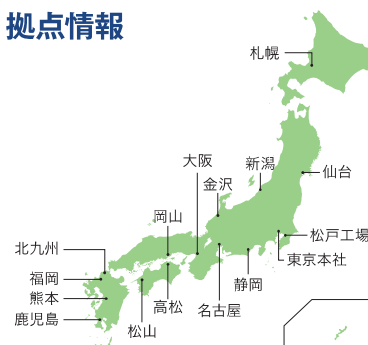 拠点情報
札幌
大阪
新潟
仙台
金沢
岡山
松戸工場
北九州
東京本社
福岡
静岡
熊本
高松
名古屋
鹿児島
松山